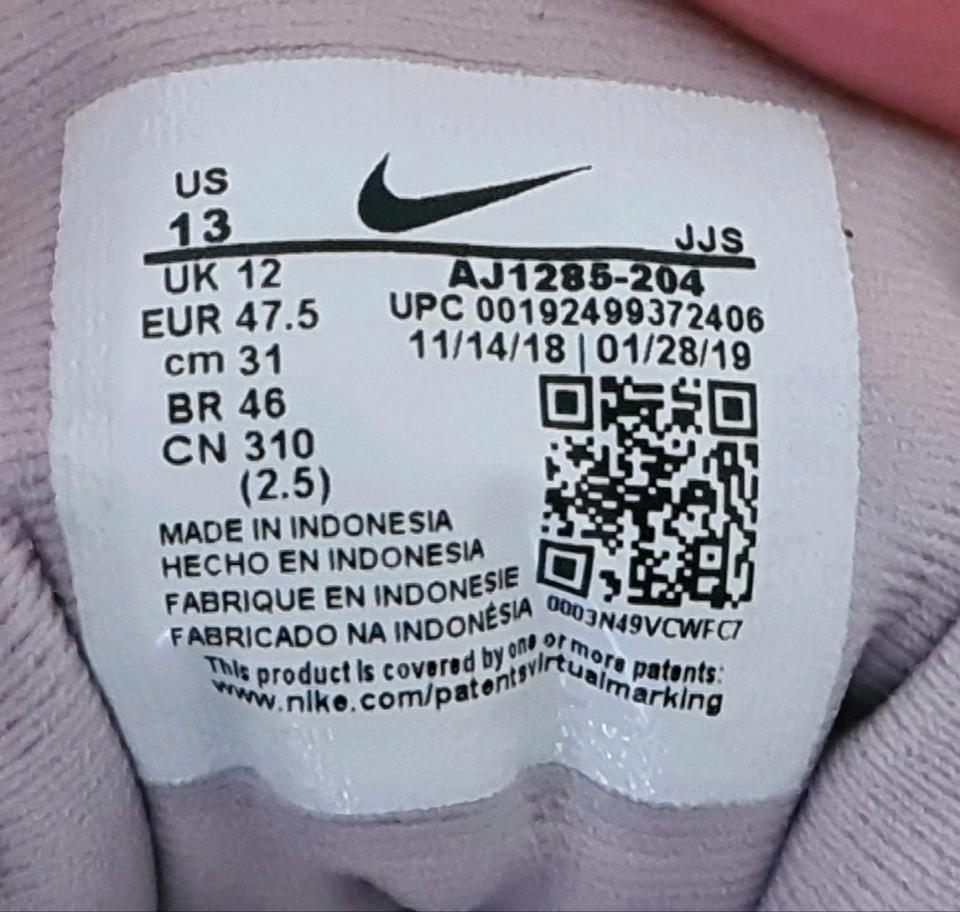 US
13
JJS
UK 12
EUR 47.5
cm 31
BR 46
CN 310
(2.5)
AJ1285-204
UPC 00192499372406
11/14/18 | 01/28/19
0003N49VCWFC7
MADE IN INDONESIA
HECHO EN INDONESIA
FABRIQUE EN INDONESIE
FABRICADO NA INDONÉSIA
This product is covered by one or more patents:
www.nike.com/patentsvirtualmarking